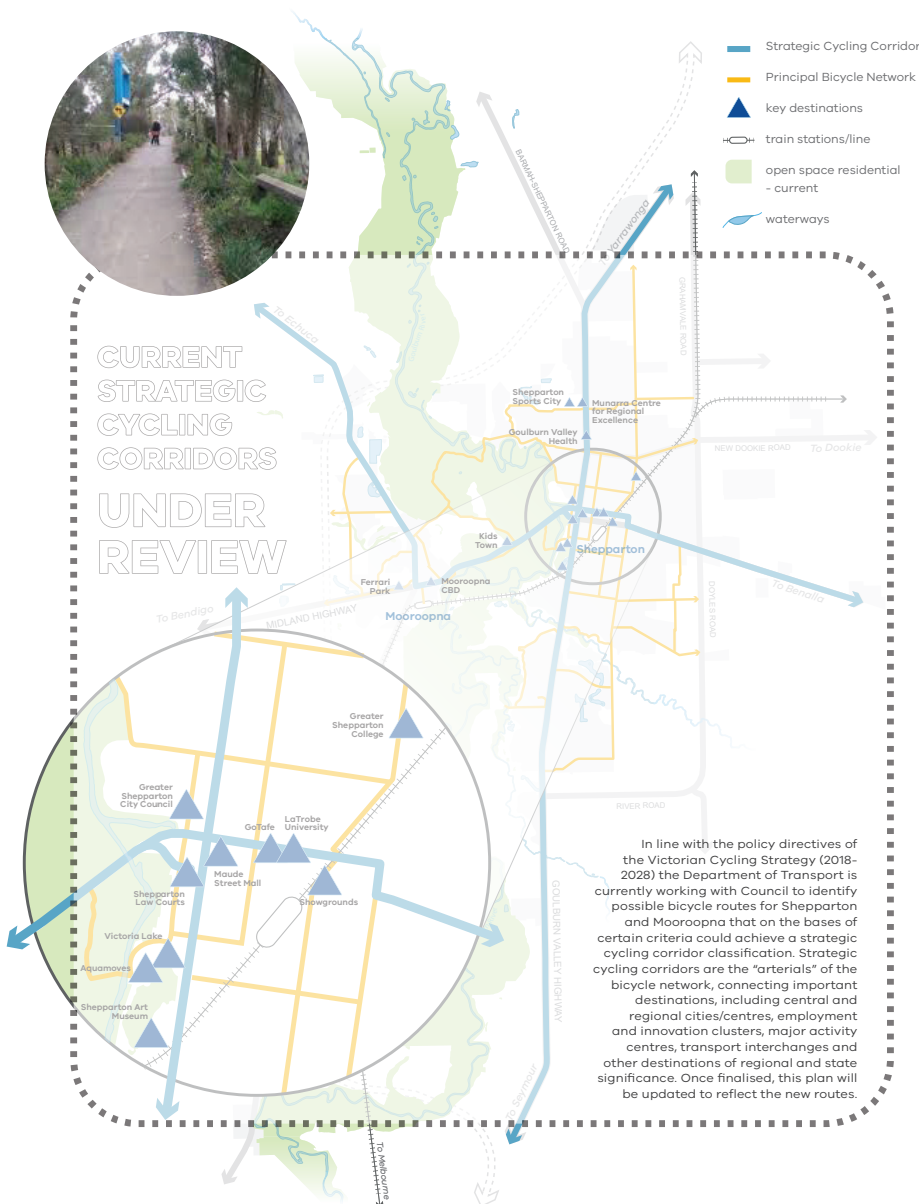 Strategic Cycling Corridor
Principal Bicycle Network
key destinations
train stations/line
open space residential
- current
waterways
BARMAH-SHEPPARTON ROAD
Yarrawonga
GRAHAMVALE ROAD
To Echuca
CURRENT
STRATEGIC
CYCLING
CORRIDORS
UNDER
REVIEW
Shepparton
Sports City
Munarra Centre
for Regional
Excellence
Goulburn Valley
Health
NEW DOOKIE ROAD
To Dookie
Kids
Town
Shepparton
Ferrari
Park
Mooroopna
CBD
Mooroopna
To Bendigo
MIDLAND HIGHWAY
To Benalla
DOYLES ROAD
RIVER ROAD
GOULBURN VALLEY HIGHWAY
To Seymour
To Melbourne
Greater
Shepparton
College
Greater
Shepparton
City Council
GoTafe
LaTrobe
University
Maude
Street Mall
Shepparton
Law Courts
Showgrounds
Victoria Lake
Aquamoves
Shepparton Art
Museum
In line with the policy directives of
the Victorian Cycling Strategy (2018-
2028) the Department of Transport is
currently working with Council to identify
possible bicycle routes for Shepparton
and Mooroopna that on the bases of
certain criteria could achieve a strategic
cycling corridor classification. Strategic
cycling corridors are the “arterials” of the
bicycle network, connecting important
destinations, including central and
regional cities/centres, employment
and innovation clusters, major activity
centres, transport interchanges and
other destinations of regional and state
significance. Once finalised, this plan will
be updated to reflect the new routes.